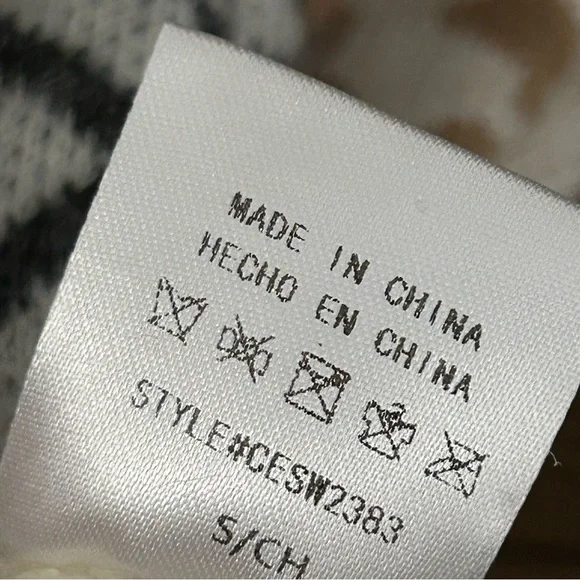 MADE IN CHINA
HECHO EN CHINA
STYLE#CESW2383
S/CH